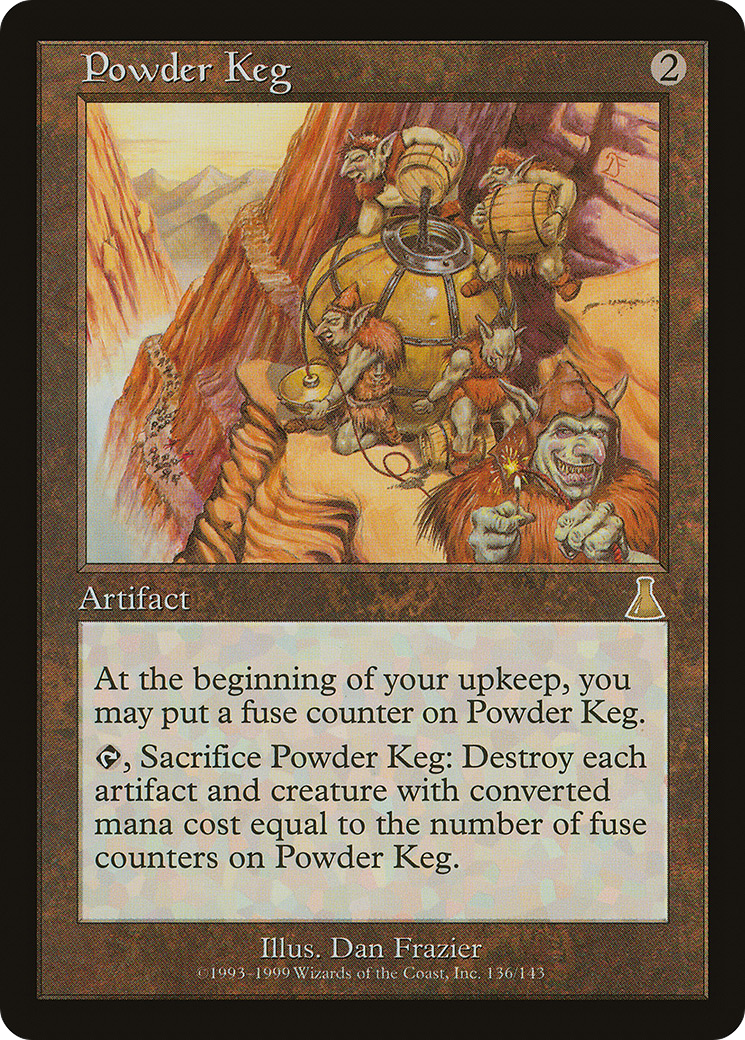 Powder Keg 2
DF
Artifact
At the beginning of your upkeep, you
may put a fuse counter on Powder Keg.
, Sacrifice Powder Keg: Destroy each
artifact and creature with converted
mana cost equal to the number of fuse
counters on Powder Keg.
Illus. Dan Frazier
©1993–1999 Wizards of the Coast, Inc. 136/143